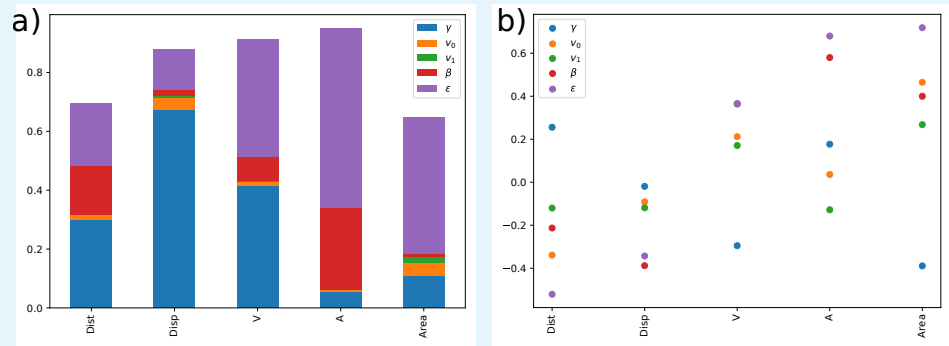 a)
0.8
0.6
0.4
0.2
0.0
γ
v₀
v₁
β
ε
Dist
Disp
V
A
Area
b)
0.6
0.4
0.2
0.0
−0.2
−0.4
γ
v₀
v₁
β
ε
Dist
Disp
V
A
Area